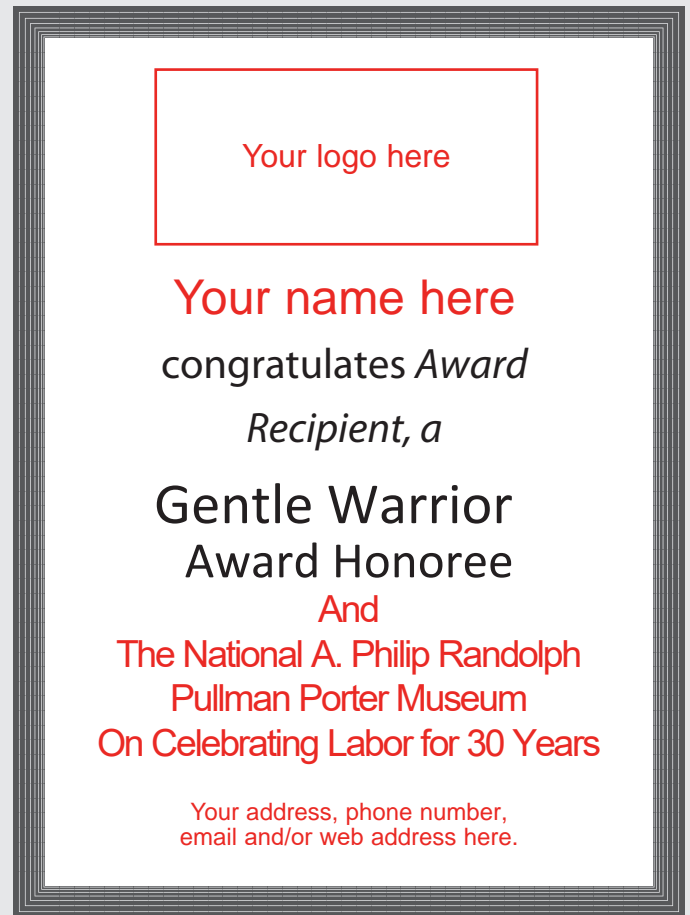 Your logo here
Your name here
congratulates Award
Recipient, a
Gentle Warrior
Award Honoree
And
The National A. Philip Randolph
Pullman Porter Museum
On Celebrating Labor for 30 Years
Your address, phone number,
email and/or web address here.